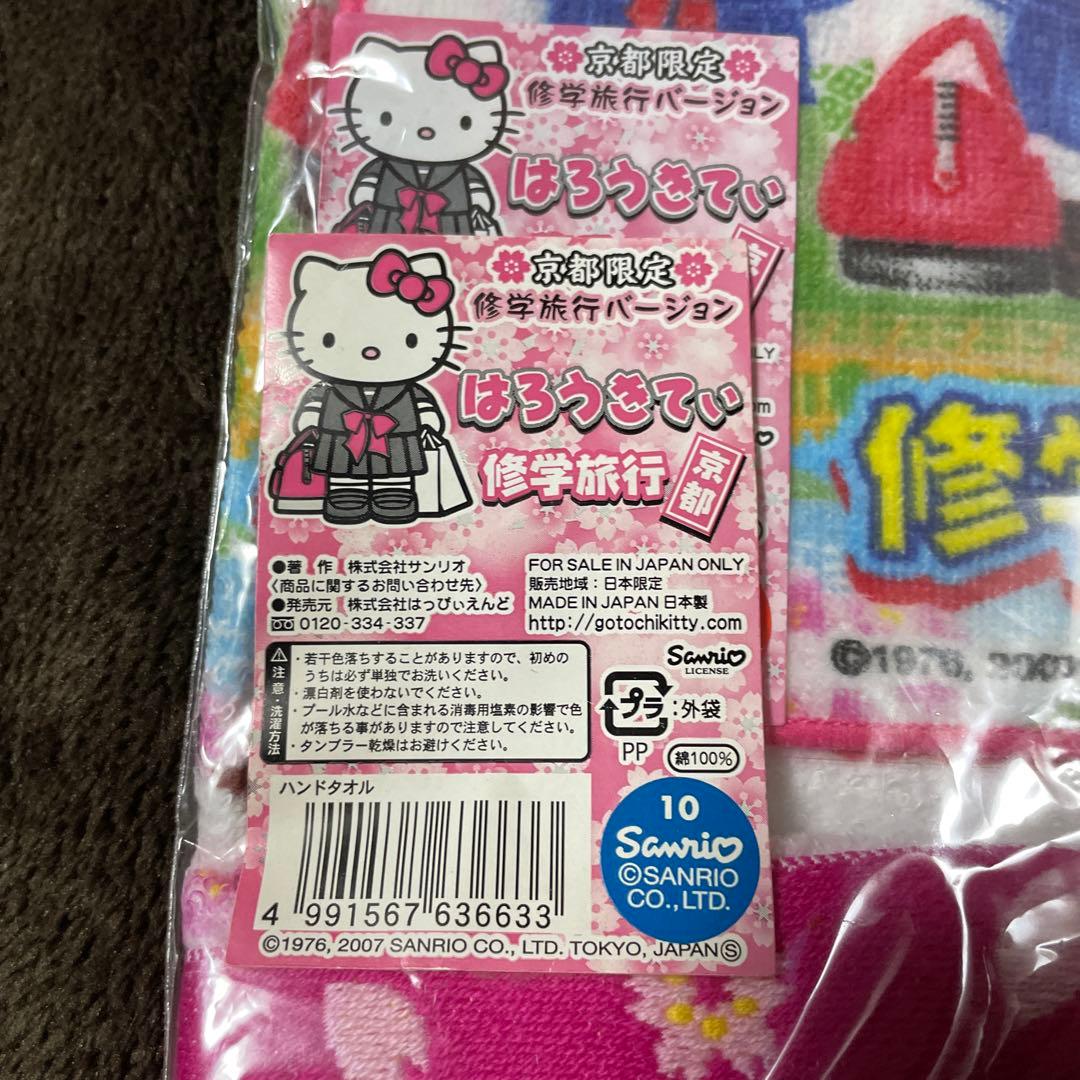 京都限定
修学旅行バージョン
はろうきてぃ
京
LY
om
京都限定
修学旅行バージョン
はろうきてぃ
修学旅行
京都
修学
©1976, 2007
●著 作 株式会社サンリオ
〈商品に関するお問い合わせ先〉
●発売元 株式会社はっぴぃえんど
0120-334-337
FOR SALE IN JAPAN ONLY
販売地域：日本限定
MADE IN JAPAN 日本製
http://gotochikitty.com
注意・洗濯方法
・若干色落ちすることがありますので、初めの
うちは必ず単独でお洗いください。
・漂白剤を使わないでください。
・プール水などに含まれる消毒用塩素の影響で色
が落ちる事がありますので注意してください。
・タンブラー乾燥はお避けください。
Sanrio
LICENSE
プラ：外袋
PP
綿100%
ハンドタオル
4 991567 636633
10
Sanrio
©SANRIO
CO.,LTD.
©1976, 2007 SANRIO CO., LTD. TOKYO, JAPAN Ⓢ